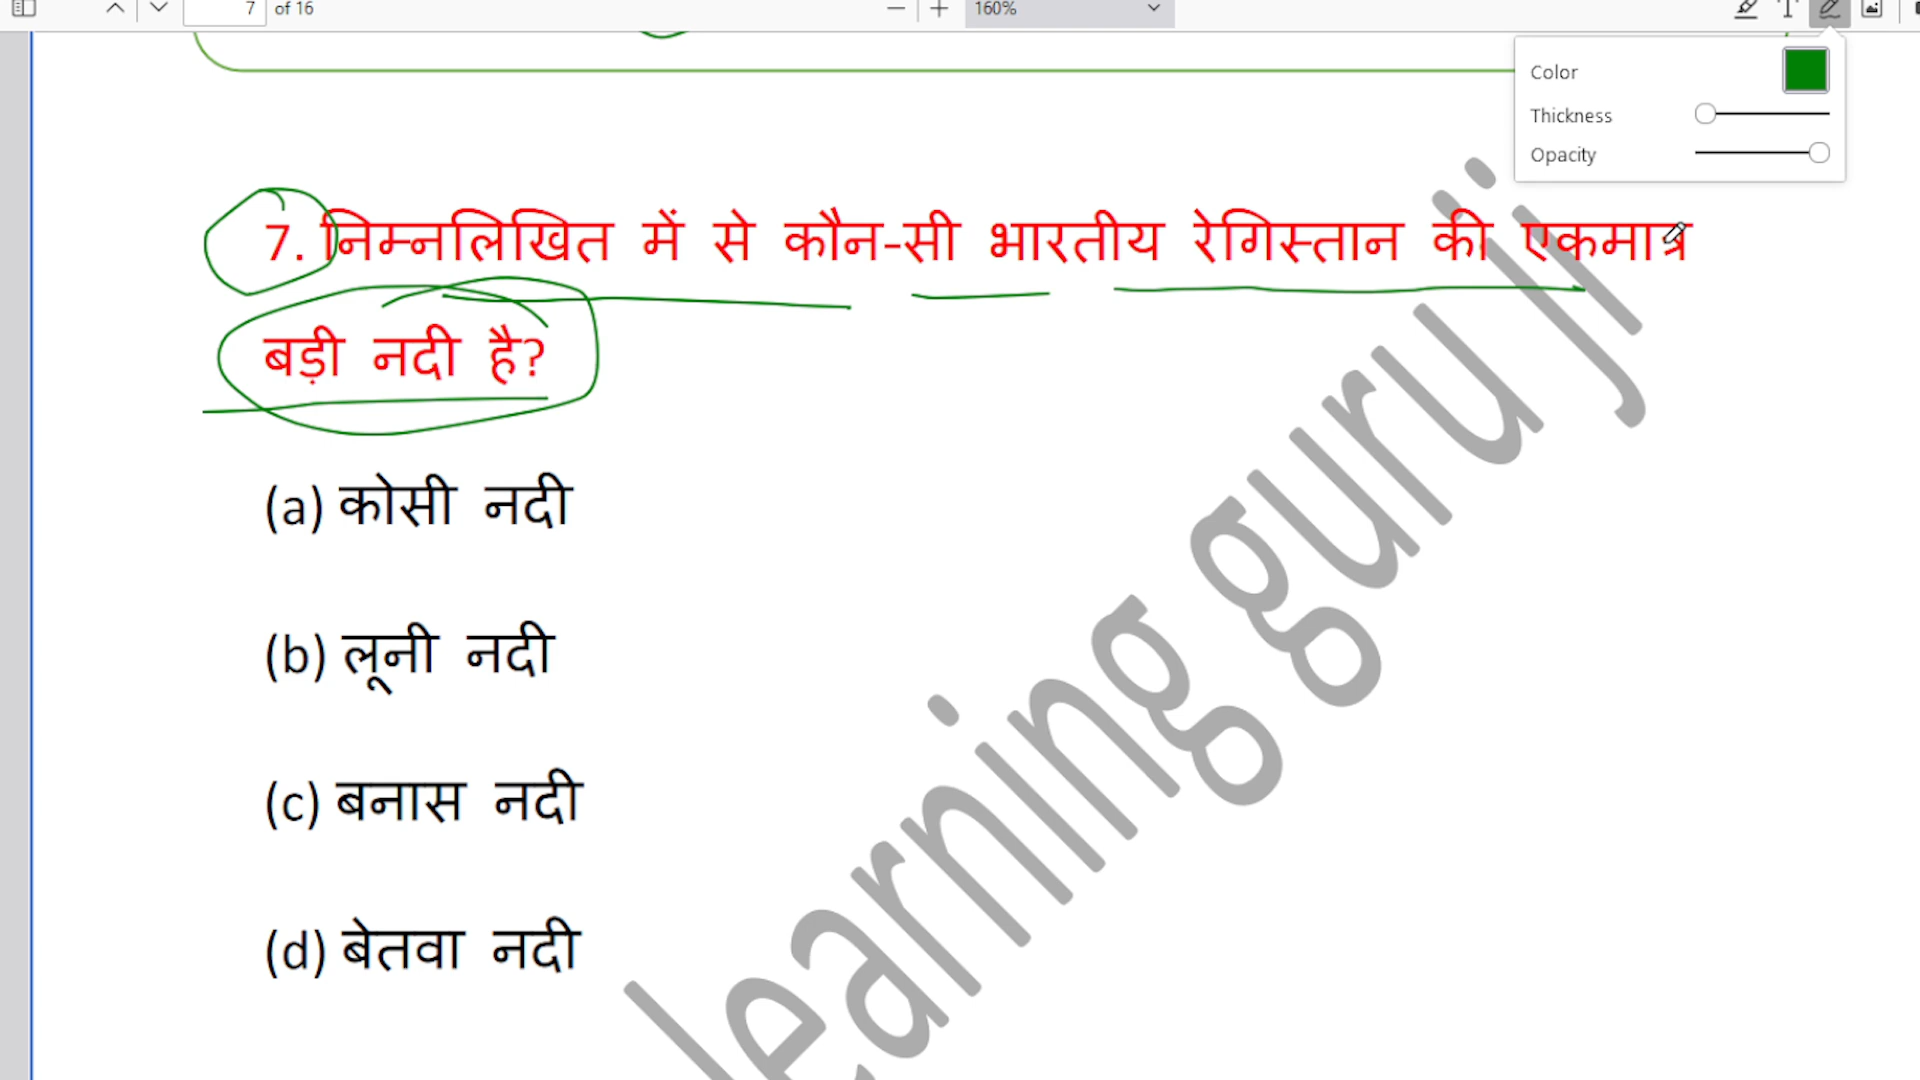 7 of 16
160%
Color
Thickness
Opacity
7. निम्नलिखित में से कौन-सी भारतीय रेगिस्तान की एकमात्र
बड़ी नदी है?
(a) कोसी नदी
(b) लूनी नदी
(c) बनास नदी
(d) बेतवा नदी
learning guru ji